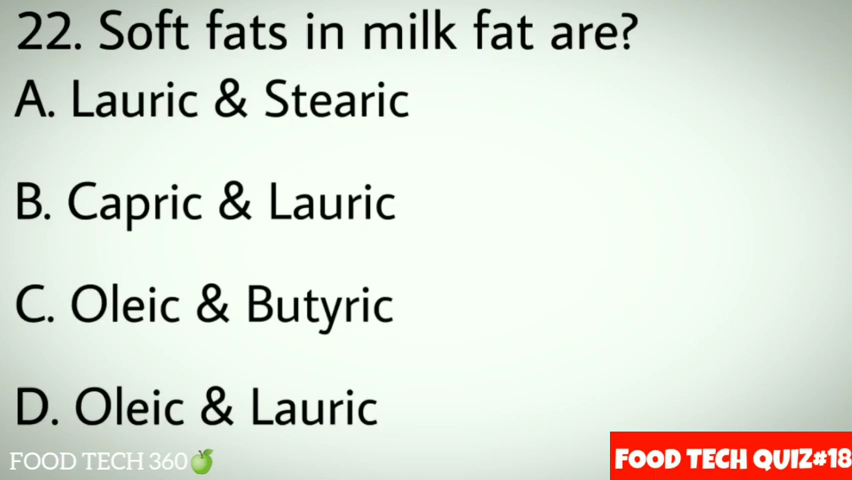 22. Soft fats in milk fat are?
A. Lauric & Stearic
B. Capric & Lauric
C. Oleic & Butyric
D. Oleic & Lauric
FOOD TECH 360🍏
FOOD TECH QUIZ#18